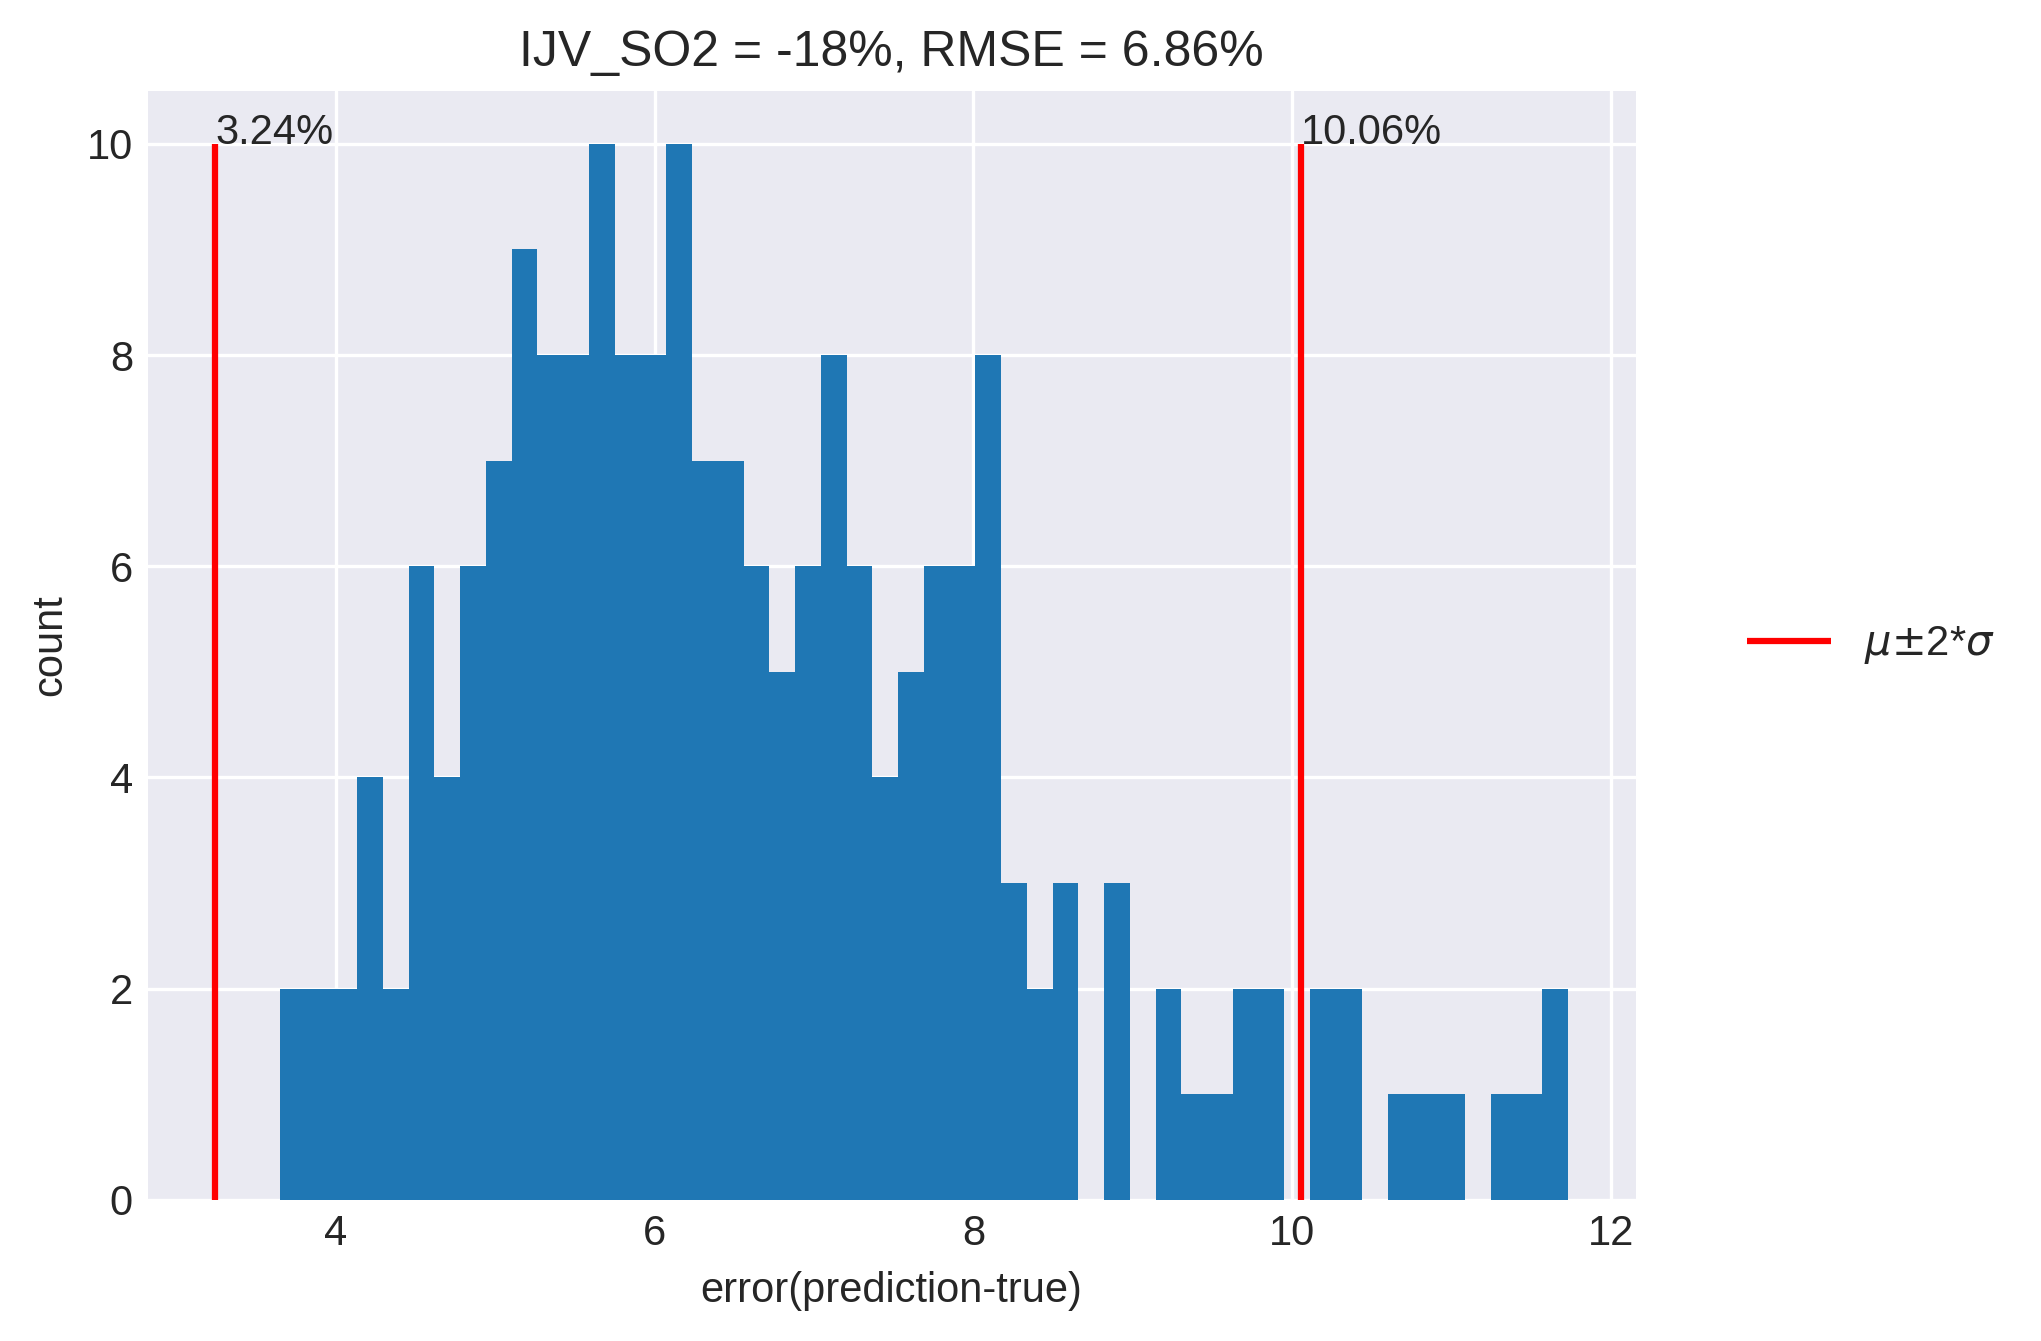 IJV_SO2 = -18%, RMSE = 6.86%
3.24%
10.06%
10
8
6
4
2
0
count
4 6 8 10 12
error(prediction-true)
μ±2*σ